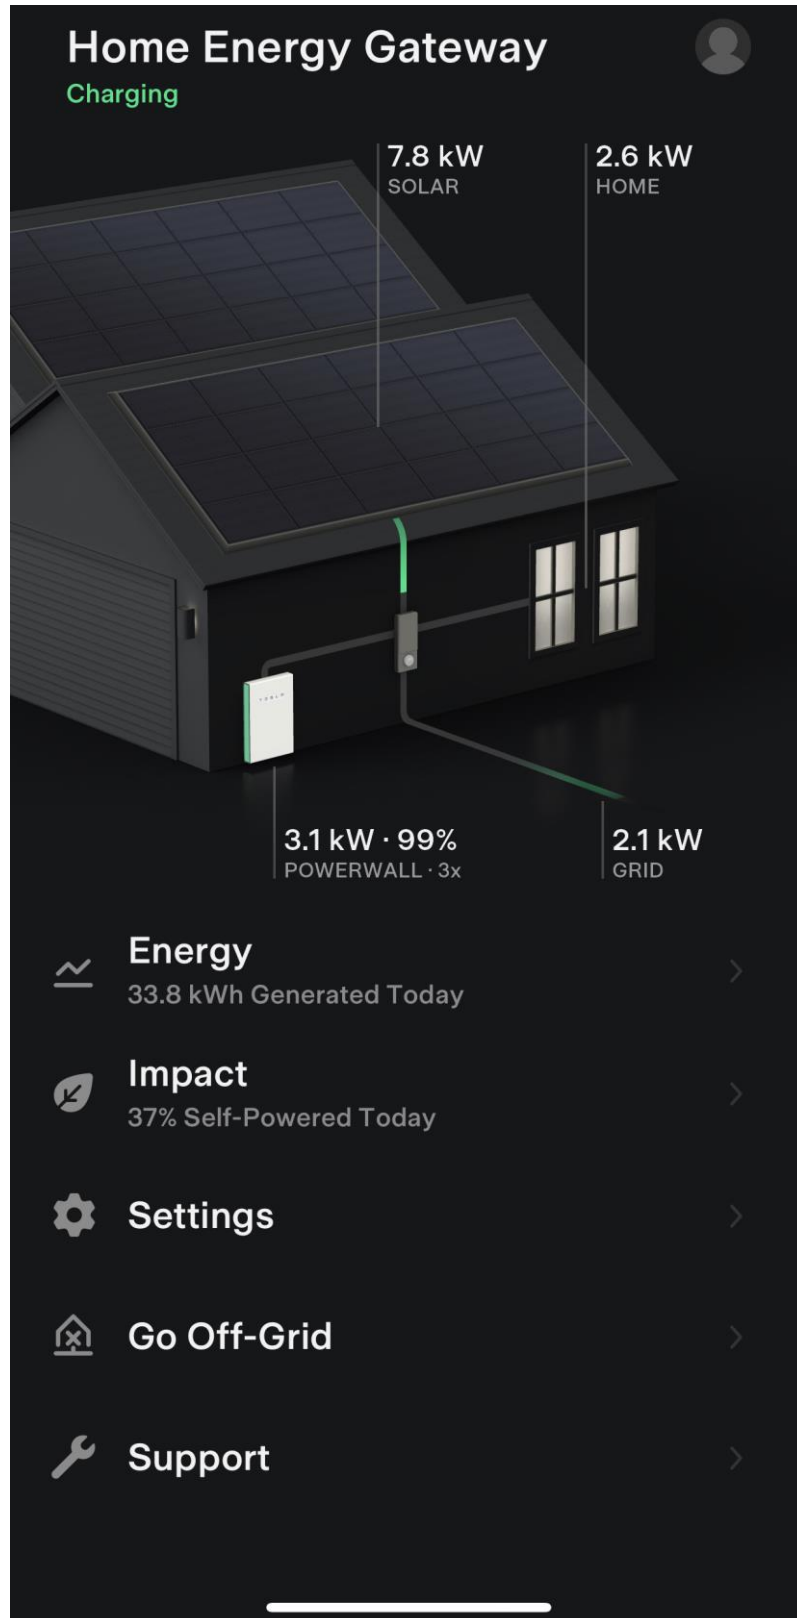 Home Energy Gateway
Charging
7.8 kW
SOLAR
2.6 kW
HOME
TESLA
3.1 kW · 99%
POWERWALL · 3x
2.1 kW
GRID
Energy
33.8 kWh Generated Today
Impact
37% Self-Powered Today
Settings
Go Off-Grid
Support